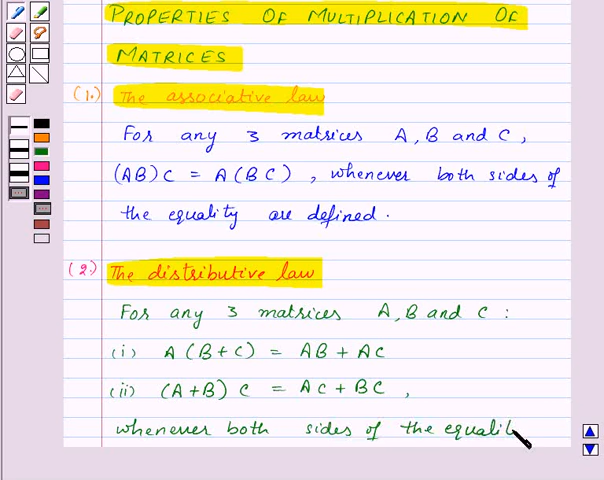 PROPERTIES OF MULTIPLICATION OF
MATRICES
(1.) The associative law
For any 3 matrices A, B and C,
(AB)C = A(BC), whenever both sides of
the equality are defined.
(2.) The distributive law
For any 3 matrices A, B and C :
(i) A (B+C) = AB + AC
(ii) (A+B) C = AC + BC ,
whenever both sides of the equalit